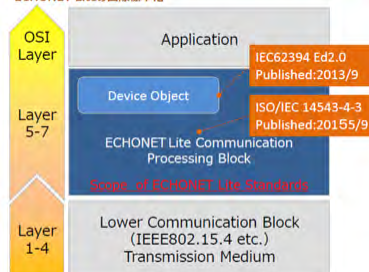 OSI
Layer
Application
IEC62394 Ed2.0
Published:2013/9
Device Object
ISO/IEC 14543-4-3
Published:20155/9
Layer
5-7
ECHONET Lite Communication
Processing Block
Scope of ECHONET Lite Standards
Layer
1-4
Lower Communication Block
(IEEE802.15.4 etc.)
Transmission Medium